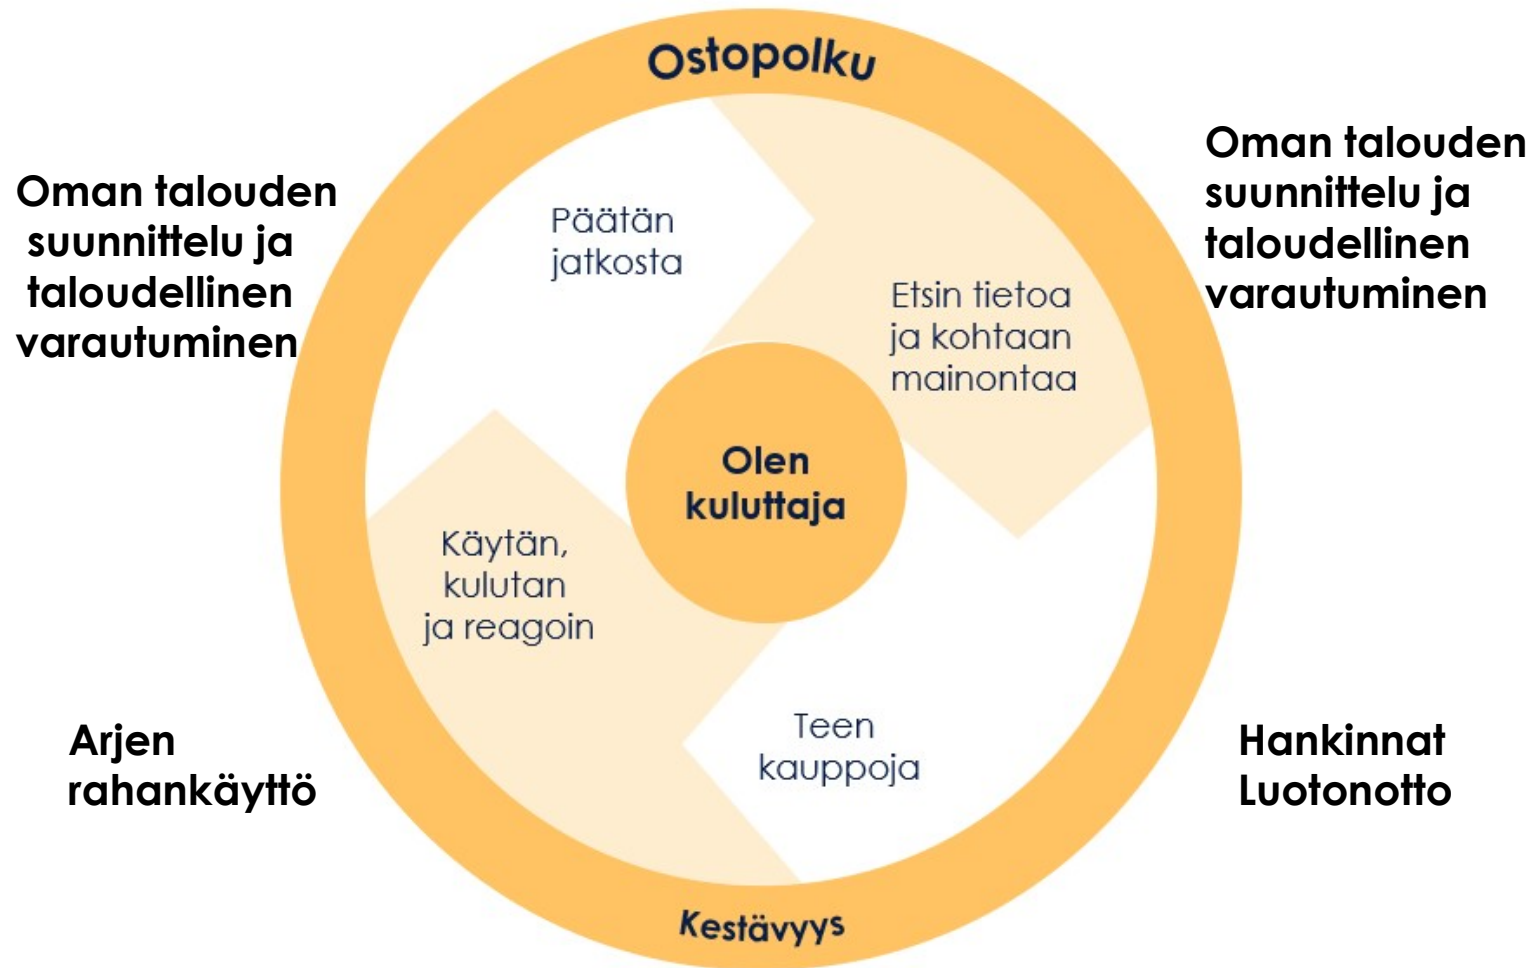 Ostopolku
Oman talouden
suunnittelu ja
taloudellinen
varautuminen
Oman talouden
suunnittelu ja
taloudellinen
varautuminen
Päätän
jatkosta
Etsin tietoa
ja kohtaan
mainontaa
Olen
kuluttaja
Käytän,
kulutan
ja reagoin
Teen
kauppoja
Arjen
rahankäyttö
Hankinnat
Luotonotto
Kestävyys